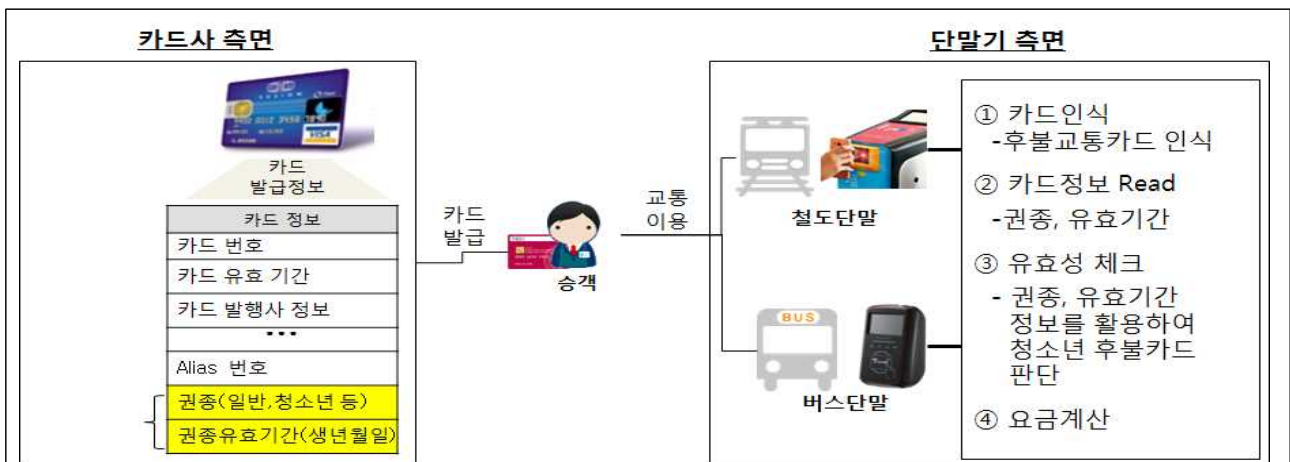 카드사 측면
VISA
카드
발급정보
카드 정보
카드 번호
카드 유효 기간
카드 발행사 정보
•••
Alias 번호
권종(일반,청소년 등)
권종유효기간(생년월일)
카드
발급
승객
교통
이용
단말기 측면
철도단말
BUS
버스단말
① 카드인식
-후불교통카드 인식
② 카드정보 Read
-권종, 유효기간
③ 유효성 체크
- 권종, 유효기간
정보를 활용하여
청소년 후불카드
판단
④ 요금계산